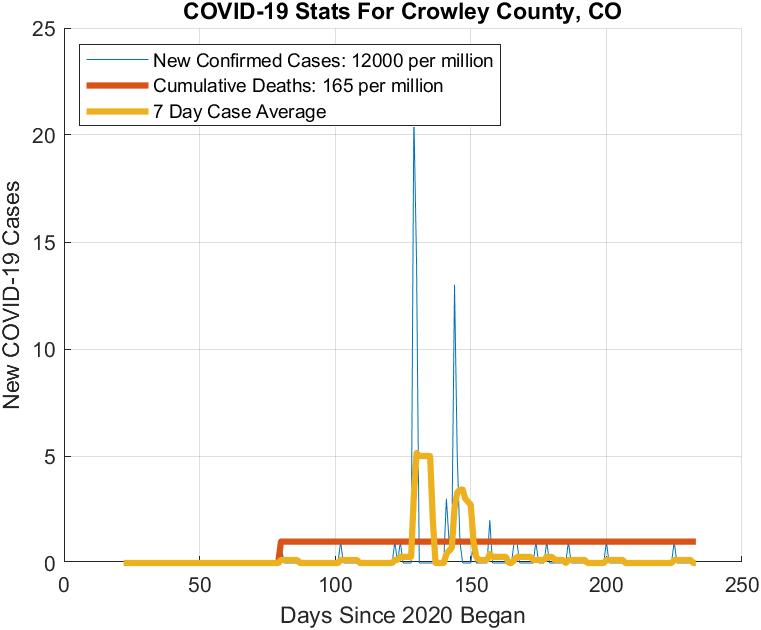 COVID-19 Stats For Crowley County, CO
25
New Confirmed Cases: 12000 per million
Cumulative Deaths: 165 per million
7 Day Case Average
20
15
10
5
0
New COVID-19 Cases
0 50 100 150 200 250
Days Since 2020 Began